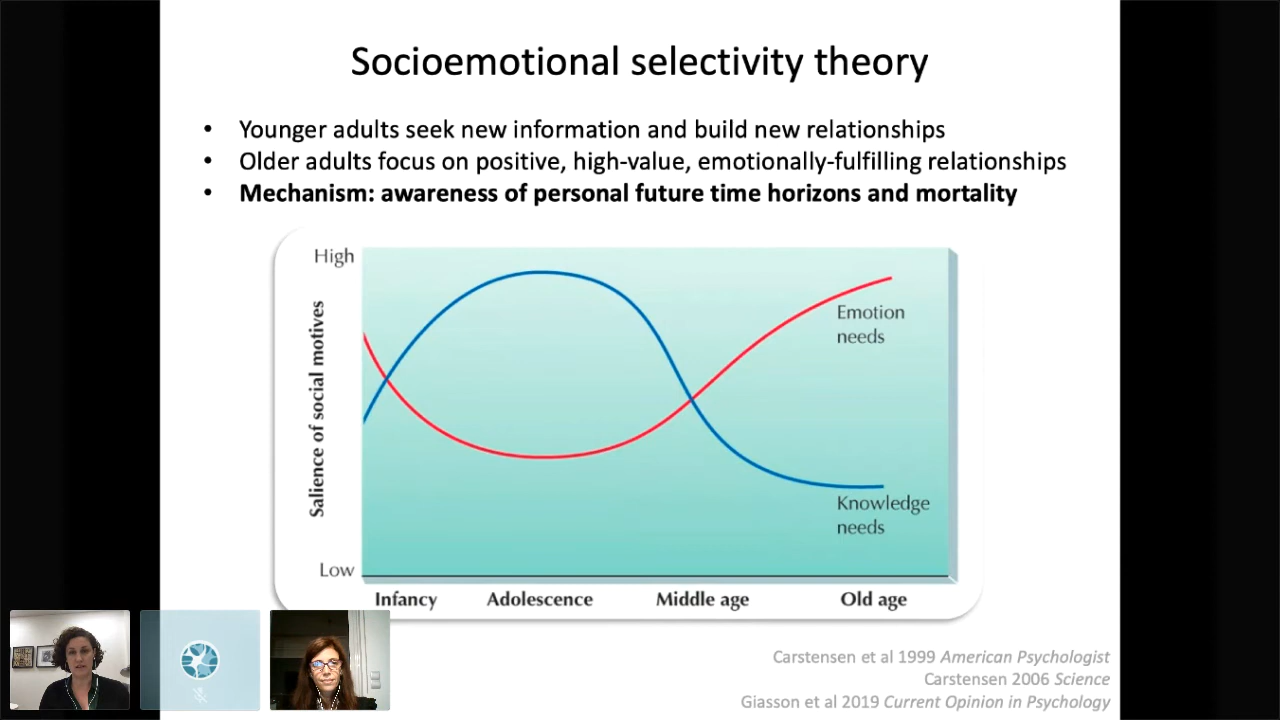 Socioemotional selectivity theory
• Younger adults seek new information and build new relationships
• Older adults focus on positive, high-value, emotionally-fulfilling relationships
• Mechanism: awareness of personal future time horizons and mortality
High
Salience of social motives
Emotion
needs
Knowledge
needs
Low
Infancy Adolescence Middle age Old age
Carstensen et al 1999 American Psychologist
Carstensen 2006 Science
Giasson et al 2019 Current Opinion in Psychology